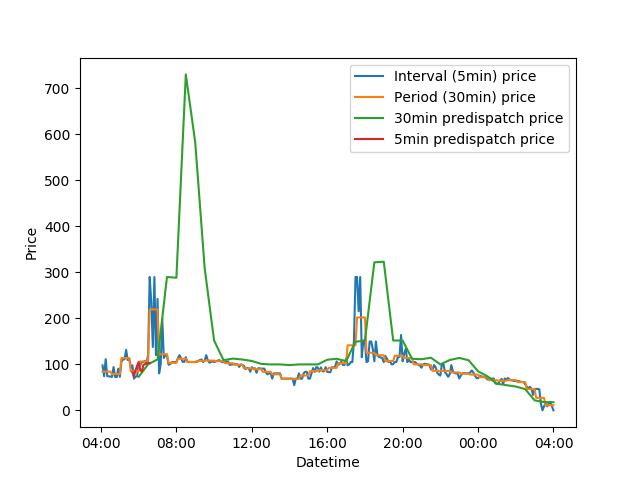 Interval (5min) price
Period (30min) price
30min predispatch price
5min predispatch price
Price
700
600
500
400
300
200
100
0
04:00 08:00 12:00 16:00 20:00 00:00 04:00
Datetime